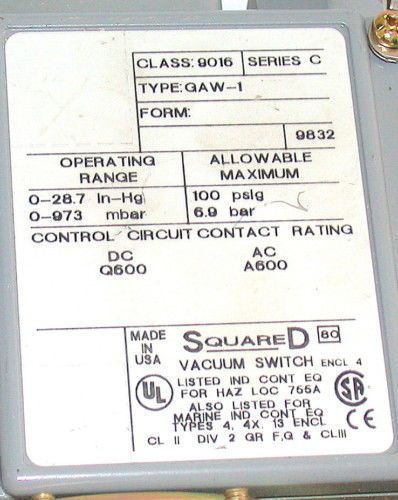 CLASS: 9016 SERIES C
TYPE: GAW-1
FORM:
9832
OPERATING RANGE ALLOWABLE MAXIMUM
0-28.7 In-Hg 100 psig
0-973 mbar 6.9 bar
CONTROL CIRCUIT CONTACT RATING
DC AC
Q600 A600
MADE IN USA
SQUARE D 80
VACUUM SWITCH ENCL 4
UL
LISTED IND CONT EQ
FOR HAZ LOC 756A
ALSO LISTED FOR
MARINE IND CONT EQ
TYPES 4, 4X, 13 ENCL
CL II DIV 2 GR F,G & CLIII
SA
CE